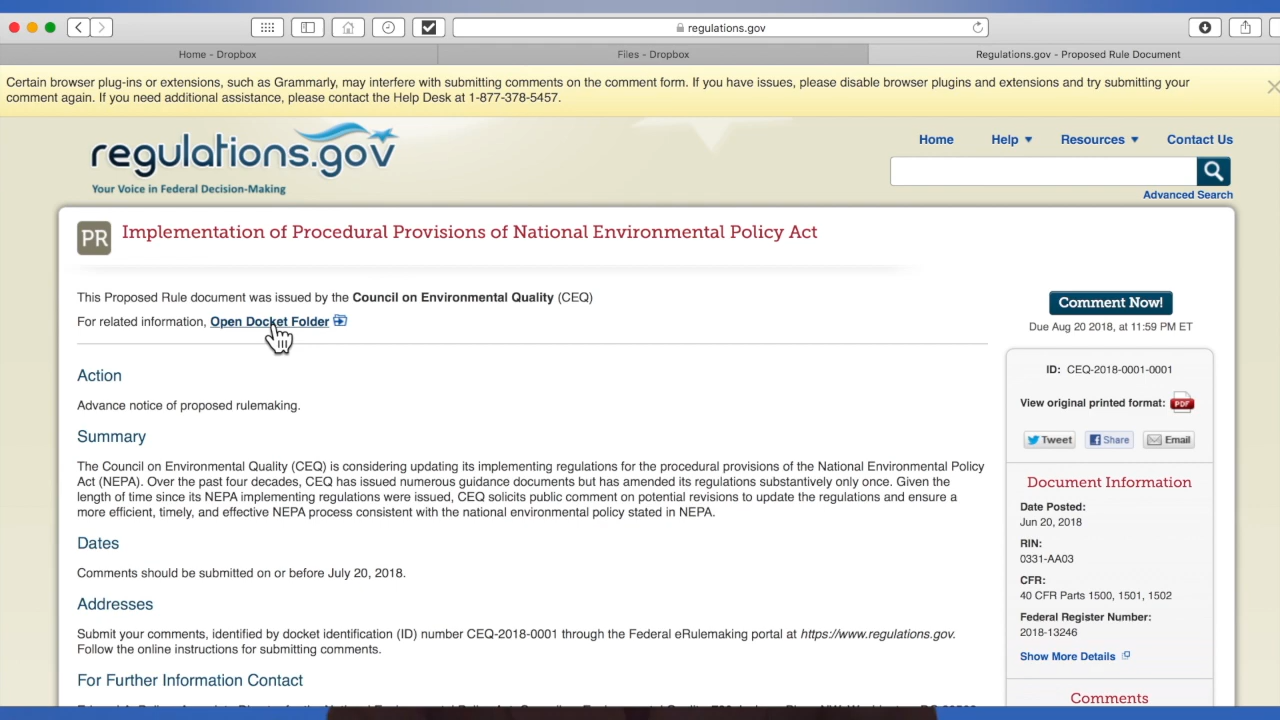 regulations.gov
Home - Dropbox
Files - Dropbox
Regulations.gov - Proposed Rule Document
Certain browser plug-ins or extensions, such as Grammarly, may interfere with submitting comments on the comment form. If you have issues, please disable browser plugins and extensions and try submitting your
comment again. If you need additional assistance, please contact the Help Desk at 1-877-378-5457.
regulations.gov
Your Voice in Federal Decision-Making
Home
Help
Resources
Contact Us
Advanced Search
PR
Implementation of Procedural Provisions of National Environmental Policy Act
This Proposed Rule document was issued by the Council on Environmental Quality (CEQ)
For related information, Open Docket Folder
Action
Advance notice of proposed rulemaking.
Summary
The Council on Environmental Quality (CEQ) is considering updating its implementing regulations for the procedural provisions of the National Environmental Policy
Act (NEPA). Over the past four decades, CEQ has issued numerous guidance documents but has amended its regulations substantively only once. Given the
length of time since its NEPA implementing regulations were issued, CEQ solicits public comment on potential revisions to update the regulations and ensure a
more efficient, timely, and effective NEPA process consistent with the national environmental policy stated in NEPA.
Dates
Comments should be submitted on or before July 20, 2018.
Addresses
Submit your comments, identified by docket identification (ID) number CEQ-2018-0001 through the Federal eRulemaking portal at https://www.regulations.gov.
Follow the online instructions for submitting comments.
For Further Information Contact
Comment Now!
Due Aug 20 2018, at 11:59 PM ET
ID: CEQ-2018-0001-0001
View original printed format: PDF
Tweet
Share
Email
Document Information
Date Posted:
Jun 20, 2018
RIN:
0331-AA03
CFR:
40 CFR Parts 1500, 1501, 1502
Federal Register Number:
2018-13246
Show More Details
Comments